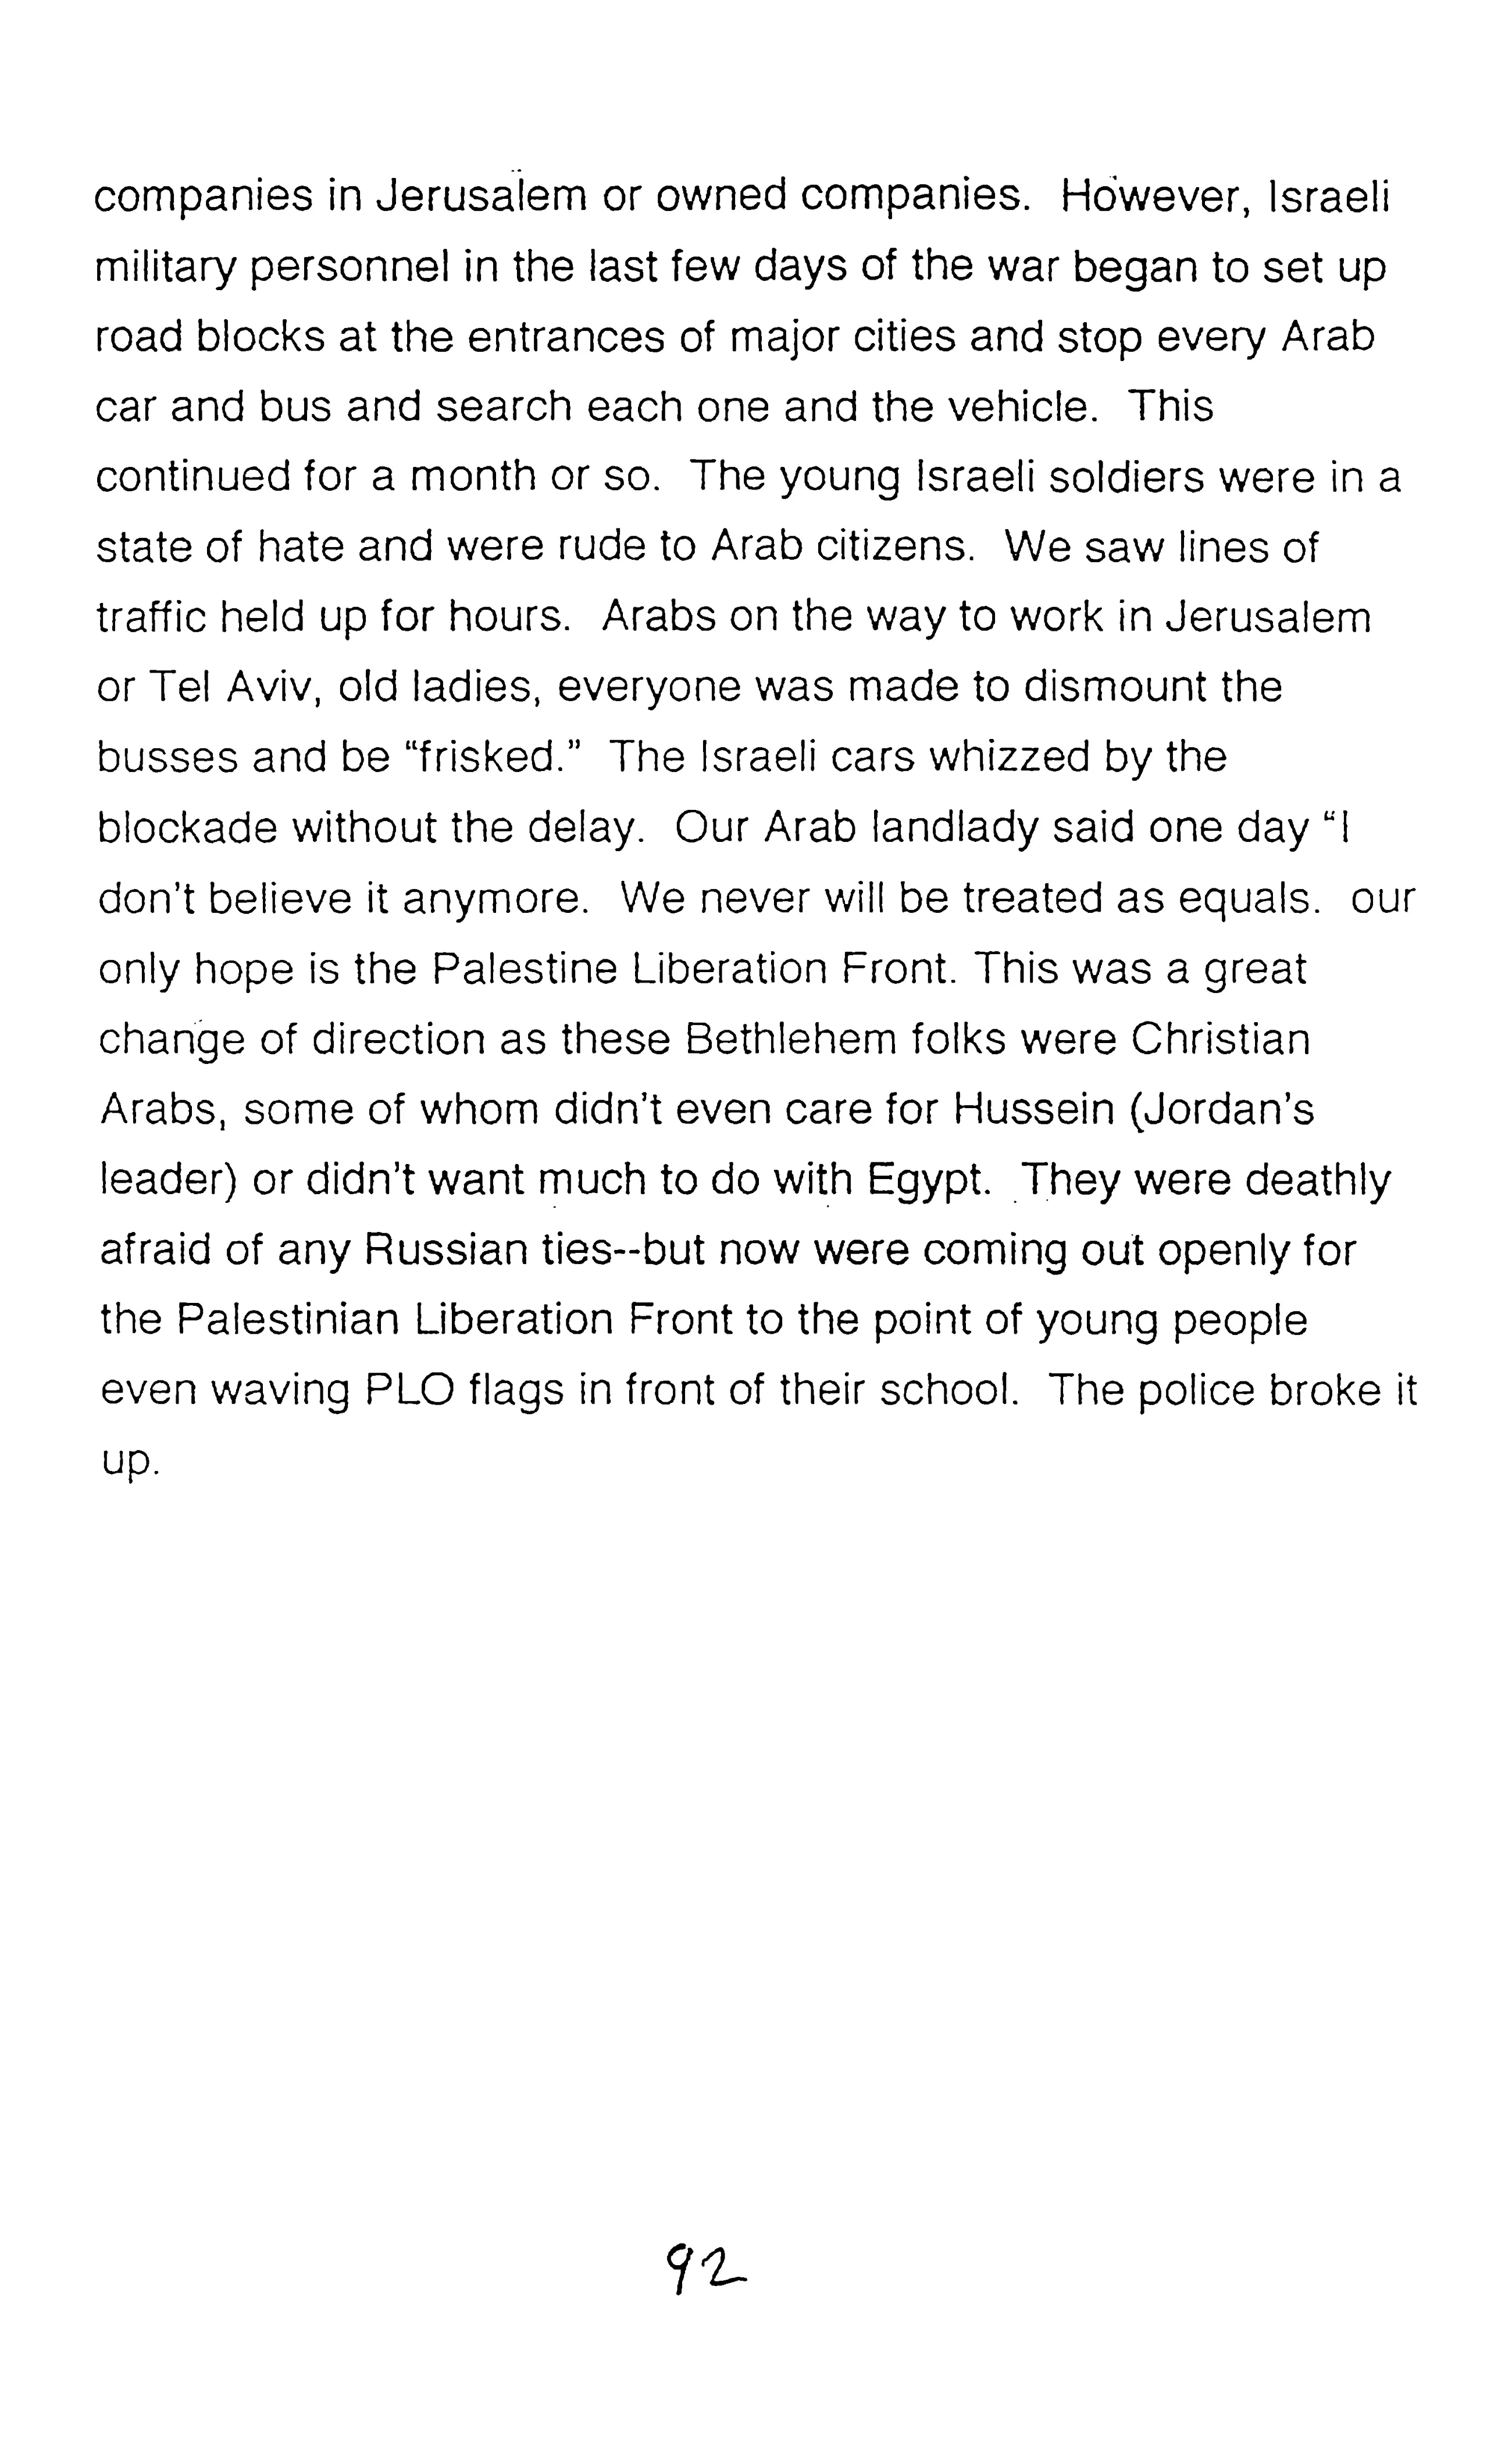 companies in Jerusalem or owned companies. However, Israeli
military personnel in the last few days of the war began to set up
road blocks at the entrances of major cities and stop every Arab
car and bus and search each one and the vehicle. This
continued for a month or so. The young Israeli soldiers were in a
state of hate and were rude to Arab citizens. We saw lines of
traffic held up for hours. Arabs on the way to work in Jerusalem
or Tel Aviv, old ladies, everyone was made to dismount the
busses and be “frisked.” The Israeli cars whizzed by the
blockade without the delay. Our Arab landlady said one day “I
don't believe it anymore. We never will be treated as equals. our
only hope is the Palestine Liberation Front. This was a great
change of direction as these Bethlehem folks were Christian
Arabs, some of whom didn't even care for Hussein (Jordan's
leader) or didn't want much to do with Egypt. They were deathly
afraid of any Russian ties--but now were coming out openly for
the Palestinian Liberation Front to the point of young people
even waving PLO flags in front of their school. The police broke it
up.
92